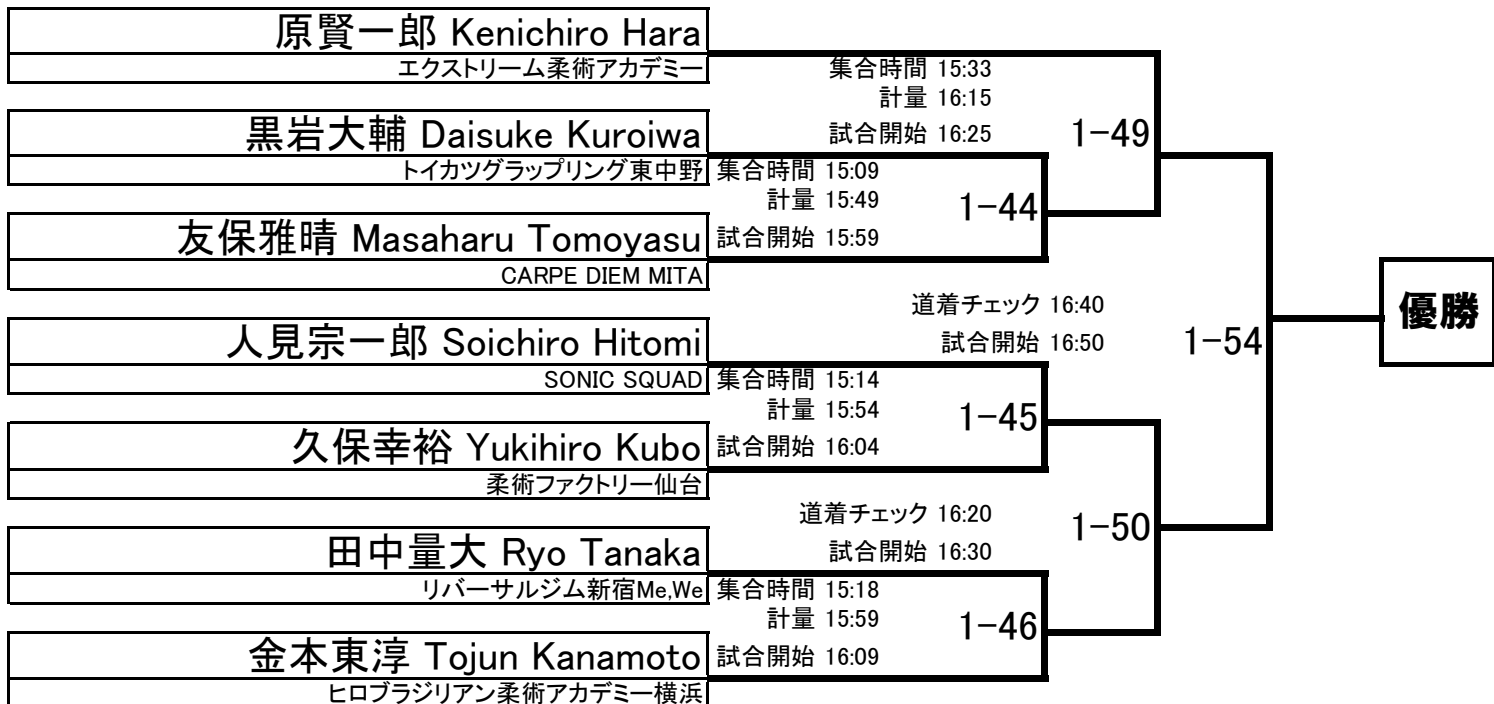 原賢一郎 Kenichiro Hara
エクストリーム柔術アカデミー
集合時間 15:33
計量 16:15
試合開始 16:25
1-49
黒岩大輔 Daisuke Kuroiwa
トイカツグラップリング東中野
集合時間 15:09
計量 15:49
試合開始 15:59
1-44
友保雅晴 Masaharu Tomoyasu
CARPE DIEM MITA
道着チェック 16:40
試合開始 16:50
1-54
優勝
人見宗一郎 Soichiro Hitomi
SONIC SQUAD
集合時間 15:14
計量 15:54
試合開始 16:04
1-45
久保幸裕 Yukihiro Kubo
柔術ファクトリー仙台
道着チェック 16:20
試合開始 16:30
1-50
田中量大 Ryo Tanaka
リバーサルジム新宿Me,We
集合時間 15:18
計量 15:59
試合開始 16:09
1-46
金本東淳 Tojun Kanamoto
ヒロブラジリアン柔術アカデミー横浜